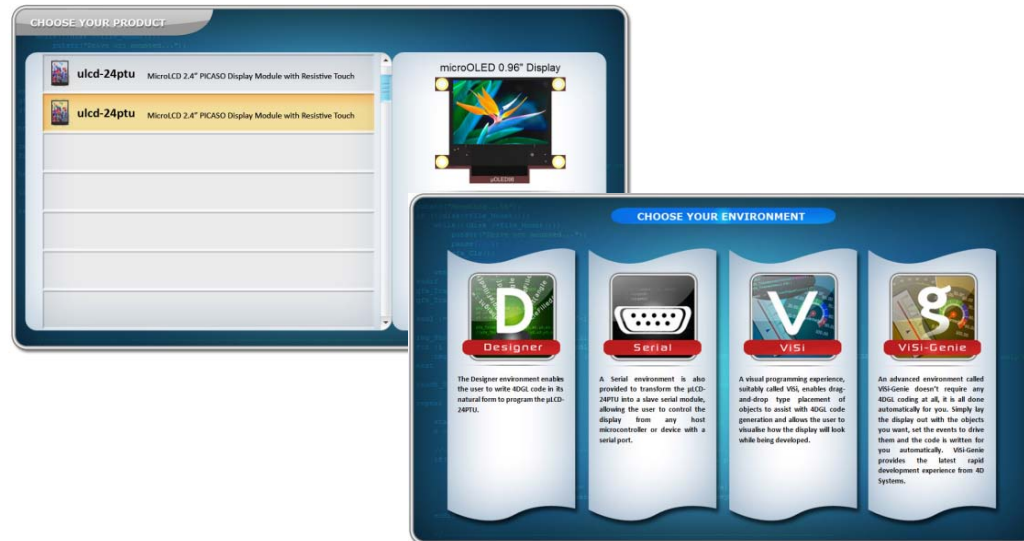 CHOOSE YOUR PRODUCT
ulcd-24ptu MicroLCD 2.4" PICASO Display Module with Resistive Touch
ulcd-24ptu MicroLCD 2.4" PICASO Display Module with Resistive Touch
microOLED 0.96" Display
µOLED96
CHOOSE YOUR ENVIRONMENT
D
Designer
The Designer environment enables
the user to write 4DGL code in its
natural form to program the µLCD-
24PTU.
Serial
A Serial environment is also
provided to transform the µLCD-
24PTU into a slave serial module,
allowing the user to control the
display from any host
microcontroller or device with a
serial port.
V
ViSi
A visual programming experience,
suitably called ViSi, enables drag-
and-drop type placement of
objects to assist with 4DGL code
generation and allows the user to
visualise how the display will look
while being developed.
g
ViSi-Genie
An advanced environment called
ViSi-Genie doesn't require any
4DGL coding at all, it is all done
automatically for you. Simply lay
the display out with the objects
you want, set the events to drive
them and the code is written for
you automatically. ViSi-Genie
provides the latest rapid
development experience from 4D
Systems.